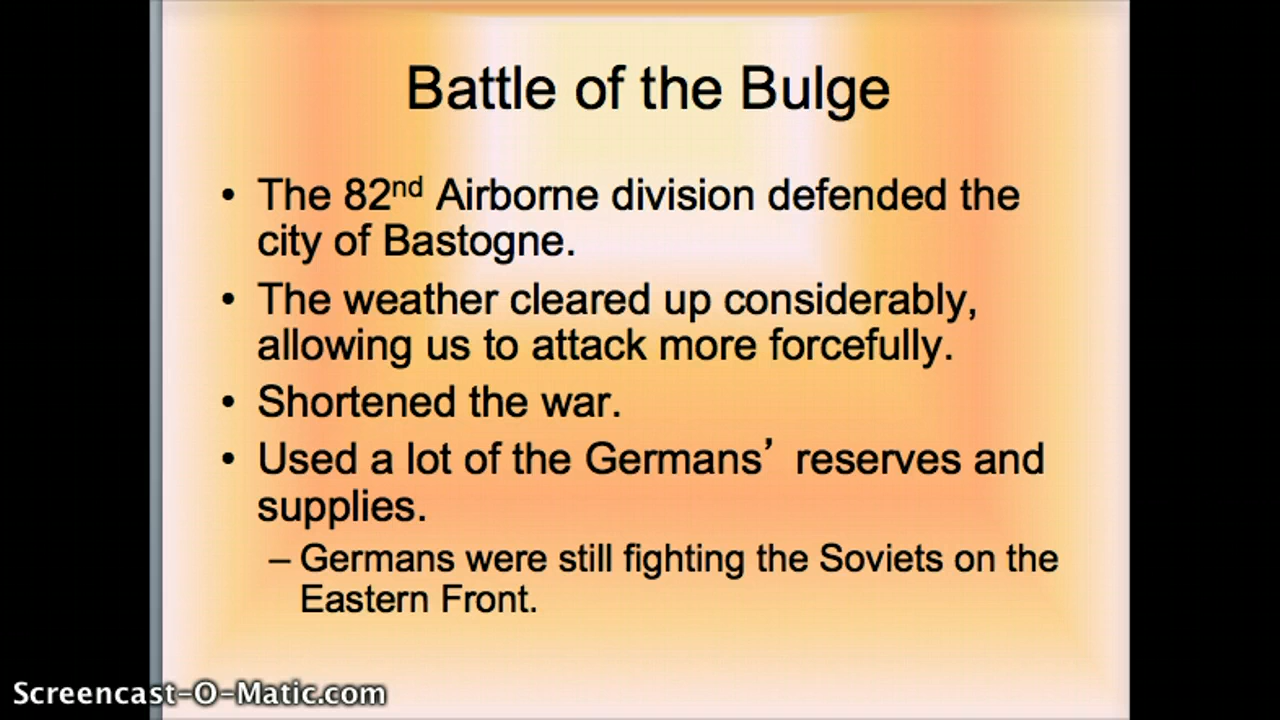 Battle of the Bulge
• The 82nd Airborne division defended the
city of Bastogne.
• The weather cleared up considerably,
allowing us to attack more forcefully.
• Shortened the war.
• Used a lot of the Germans’ reserves and
supplies.
– Germans were still fighting the Soviets on the
Eastern Front.
Screencast-O-Matic.com